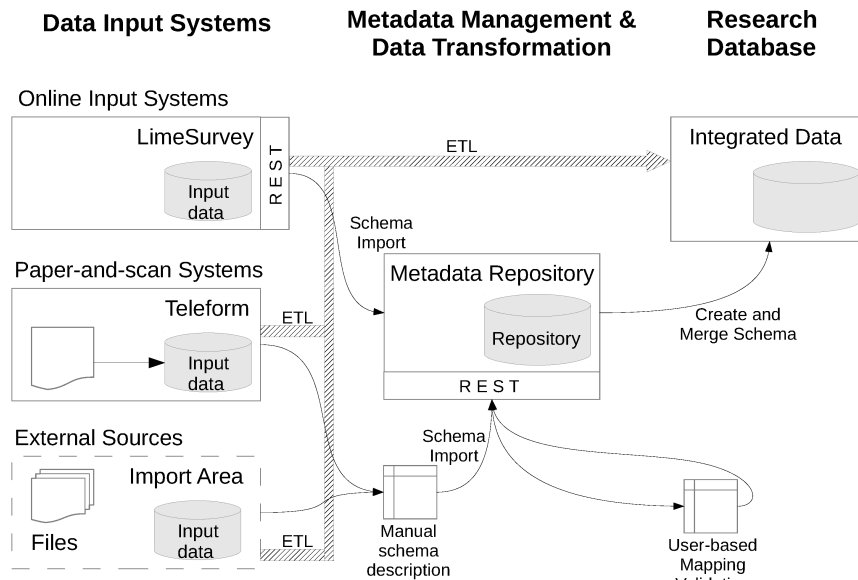 Data Input Systems
Metadata Management &
Data Transformation
Research
Database
Online Input Systems
LimeSurvey
Input
data
R E S T
ETL
Integrated Data
Schema
Import
Paper-and-scan Systems
Teleform
Input
data
ETL
Metadata Repository
Repository
R E S T
Create and
Merge Schema
External Sources
Import Area
Files
Input
data
ETL
Schema
Import
Manual
schema
description
User-based
Mapping